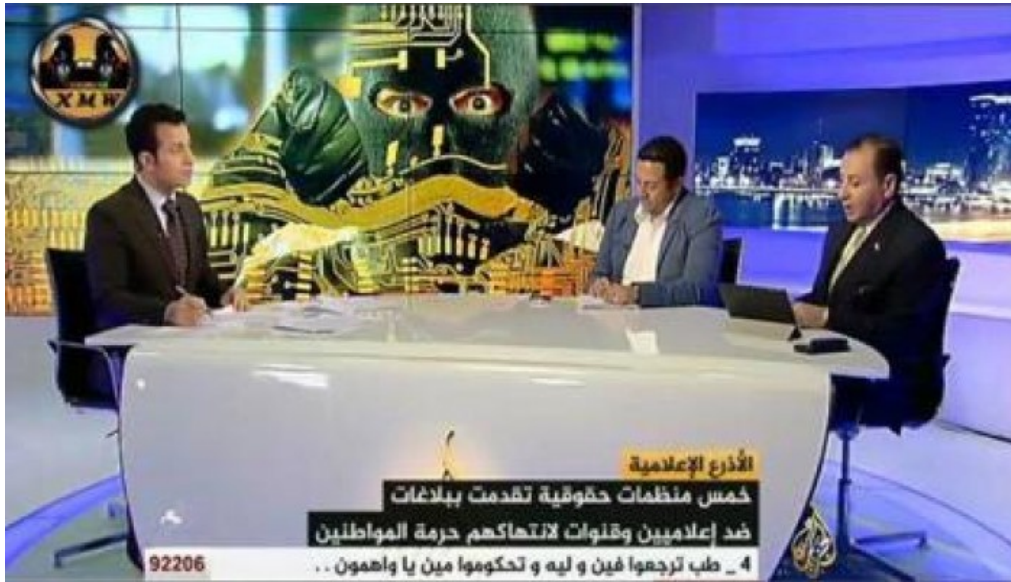 XMW
الأذرع الإعلامية
خمس منظمات حقوقية تقدمت ببلاغات
ضد إعلاميين وقنوات لانتهاكهم حرمة المواطنين
4 _ طب ترجعوا فين و ليه و تحكوموا مين يا واهمون . .
92206